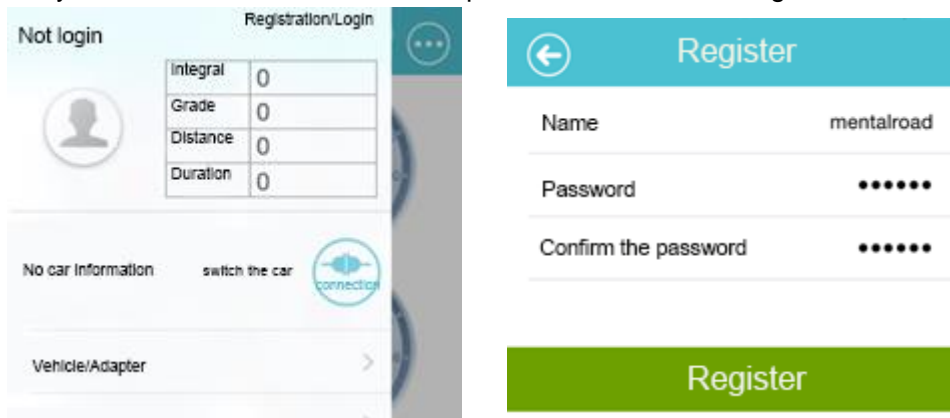 Not login
Registration/Login
Integral 0
Grade 0
Distance 0
Duration 0
No car Information
switch the car
connection
Vehicle/Adapter
Register
Name mentalroad
Password ••••••
Confirm the password ••••••
Register